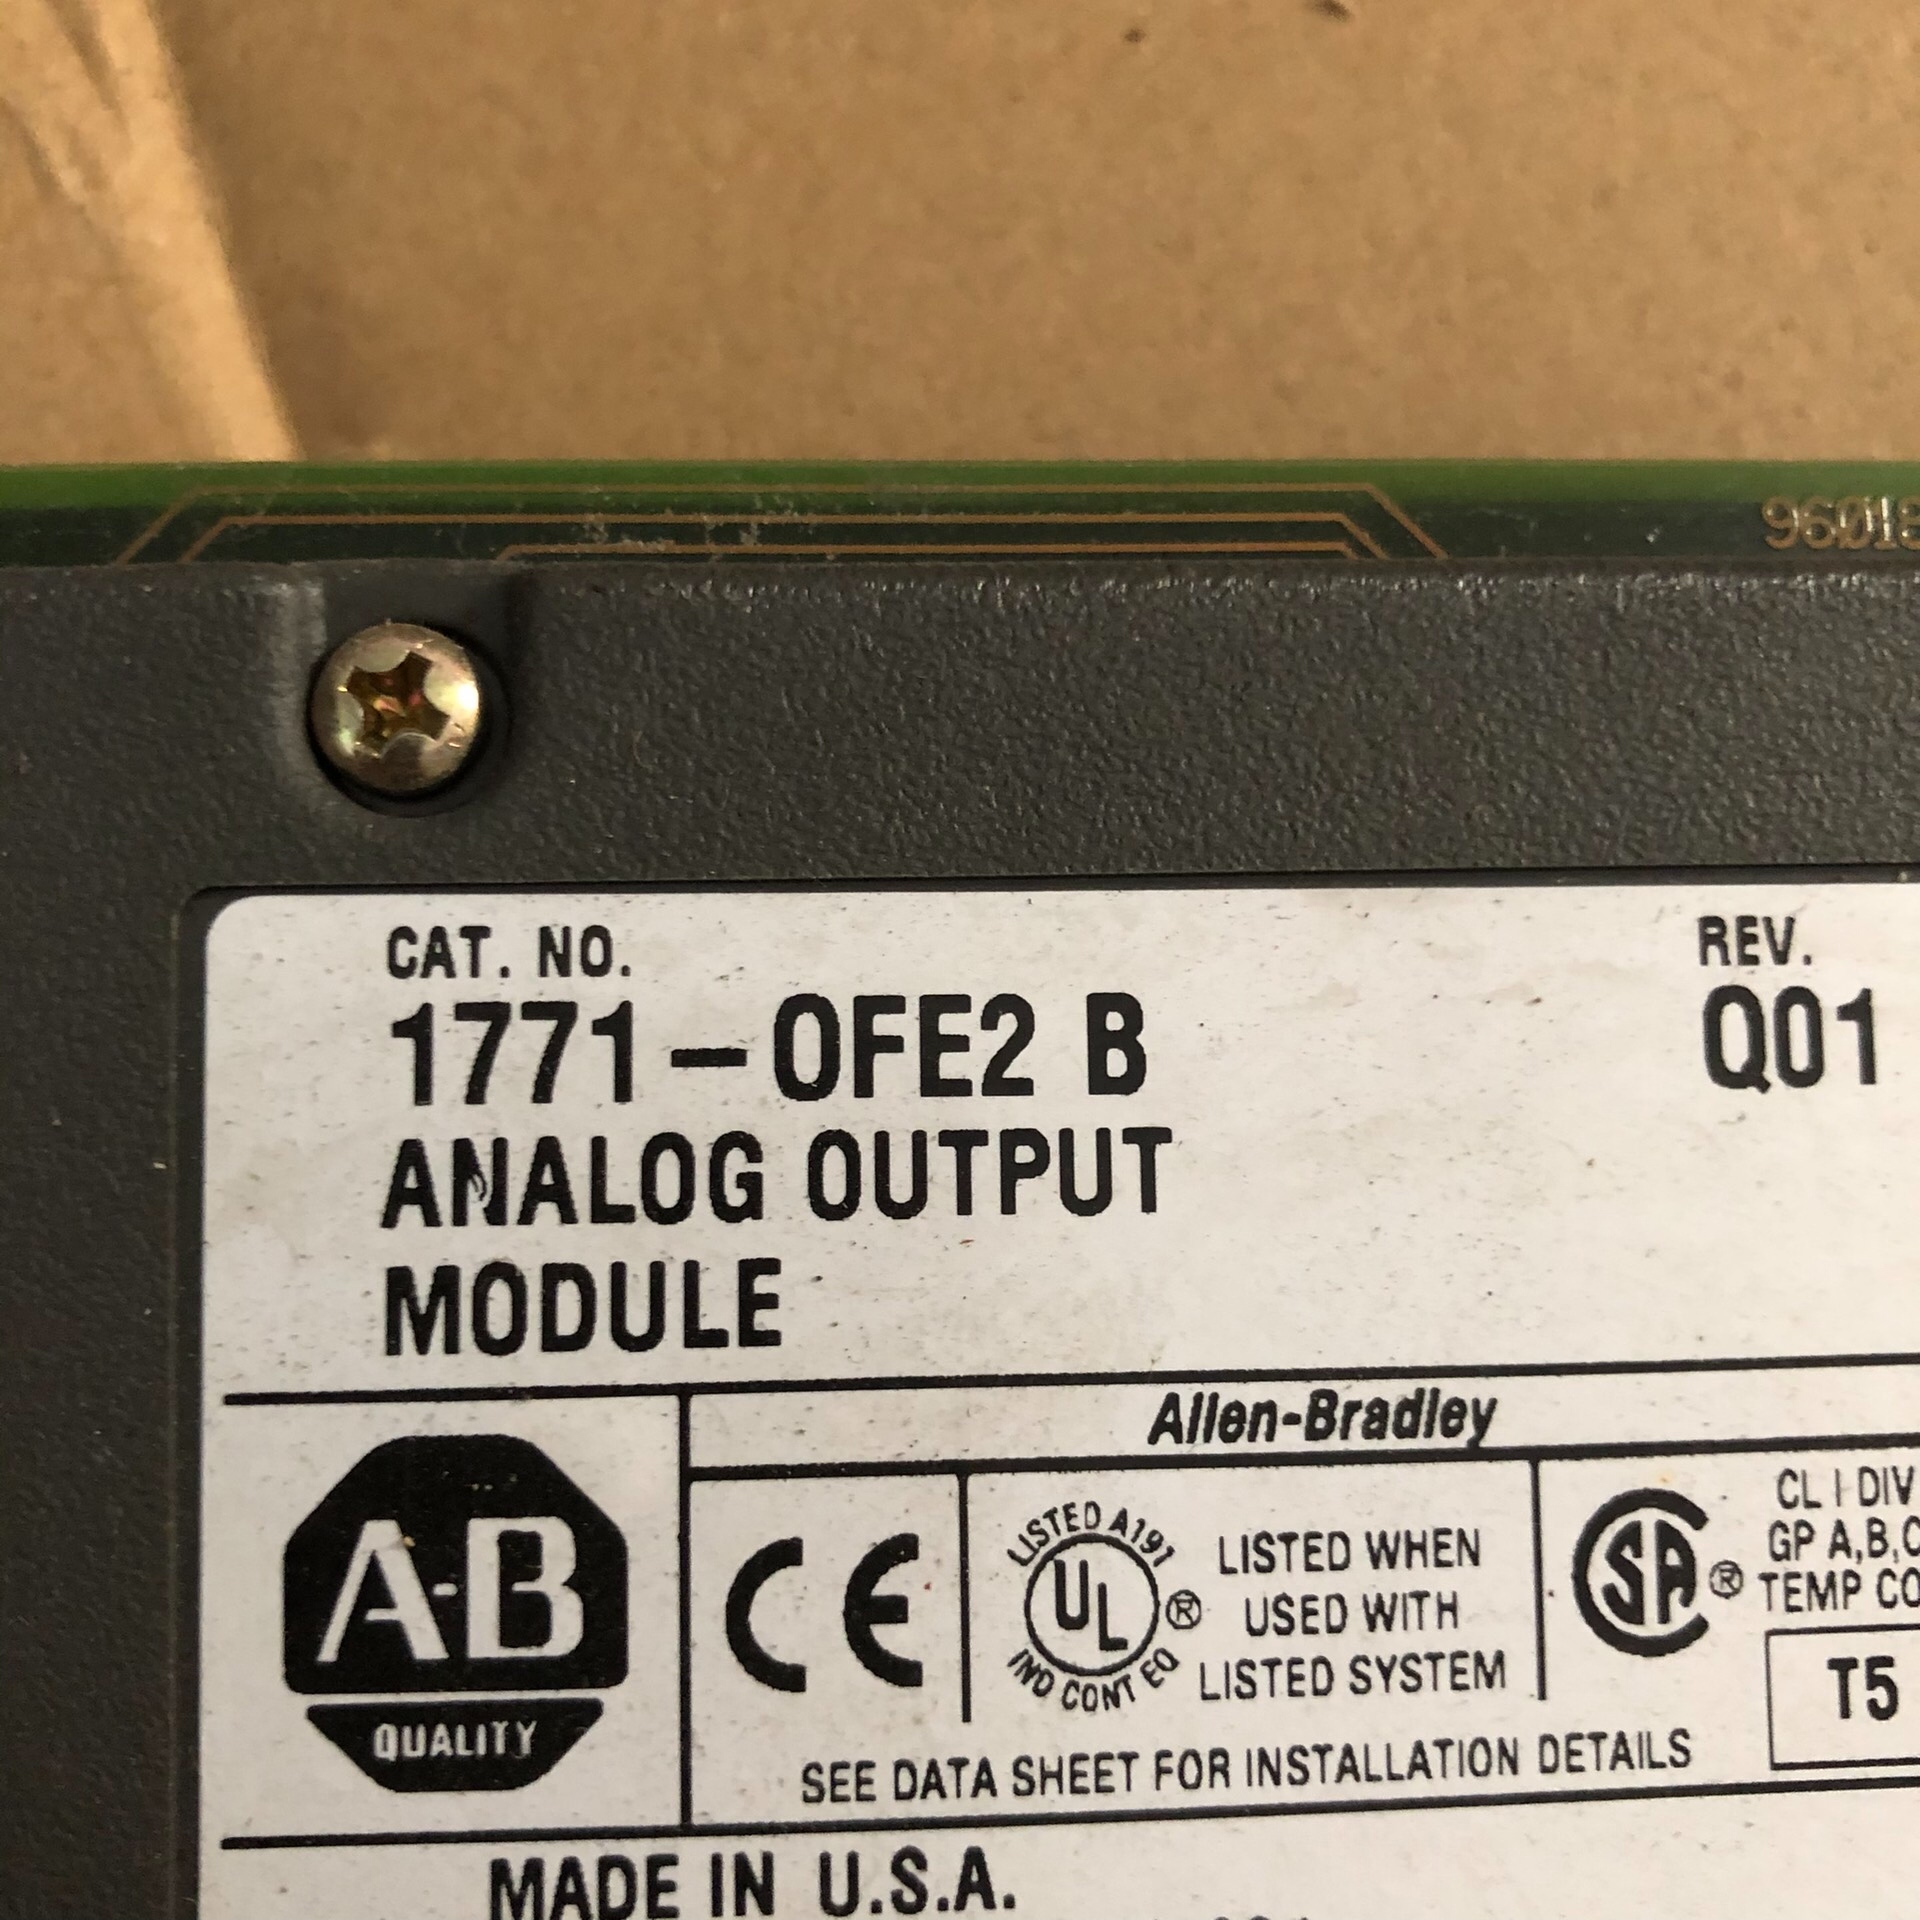 CAT. NO.
REV.
1771-OFE2 B
Q01
ANALOG OUTPUT
MODULE
Allen-Bradley
A-B
QUALITY
CE
LISTED A191
UL
®
IND CONT EQ
LISTED WHEN
USED WITH
LISTED SYSTEM
SA
®
CL I DIV
GP A,B,C
TEMP CO
T5
SEE DATA SHEET FOR INSTALLATION DETAILS
MADE IN U.S.A.